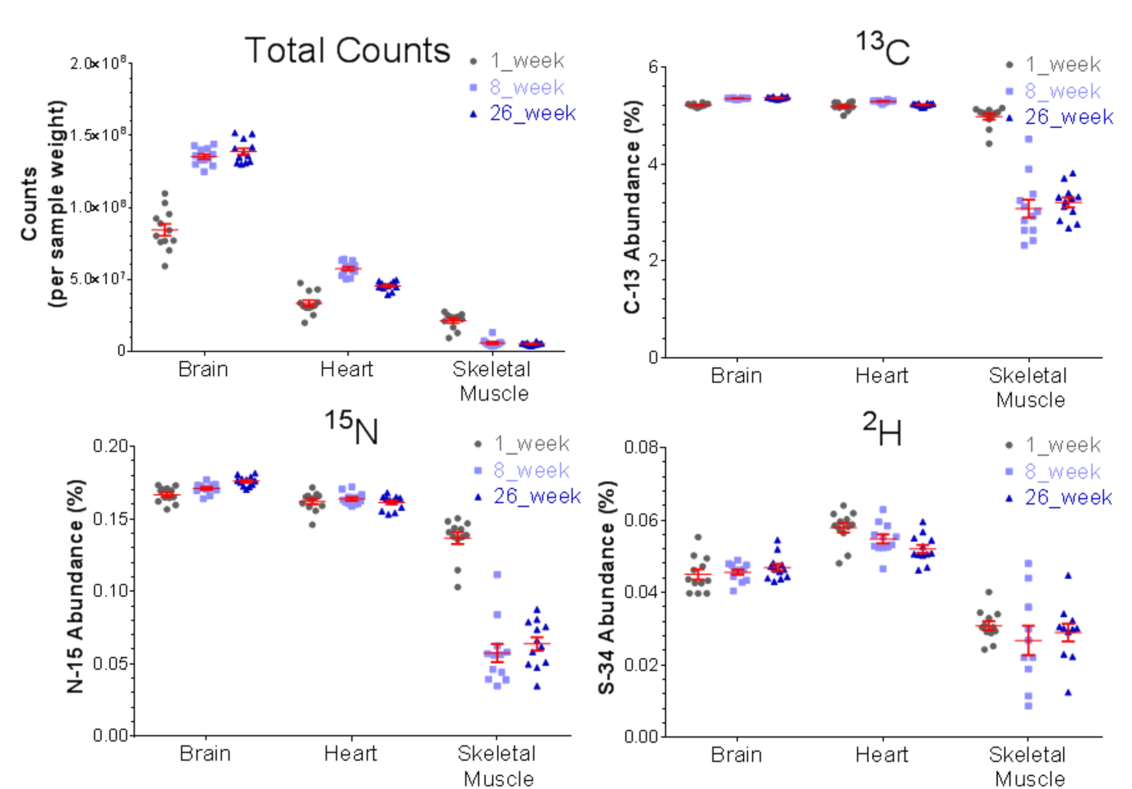 Total Counts
1_week
8_week
26_week
Counts
(per sample weight)
2.0×10⁸
1.5×10⁸
1.0×10⁸
5.0×10⁷
0
Brain
Heart
Skeletal
Muscle
¹³C
1_week
8_week
26_week
C-13 Abundance (%)
6
4
2
0
Brain
Heart
Skeletal
Muscle
¹⁵N
1_week
8_week
26_week
N-15 Abundance (%)
0.20
0.15
0.10
0.05
0.00
Brain
Heart
Skeletal
Muscle
²H
1_week
8_week
26_week
S-34 Abundance (%)
0.08
0.06
0.04
0.02
0.00
Brain
Heart
Skeletal
Muscle